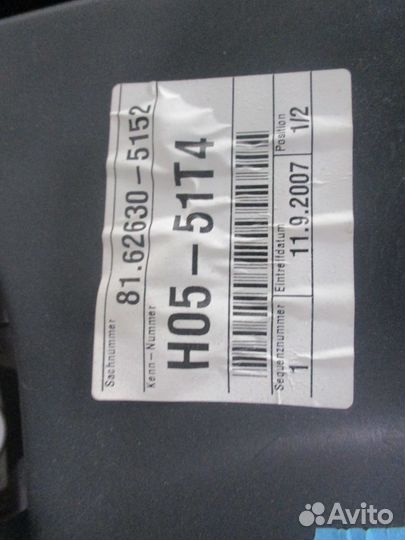 Sachnummer
81.62630-5152
Kenn-Nummer
H05-51T4
Sequenznummer Eintreffdatum Position
1 11.9.2007 1/2
Avito